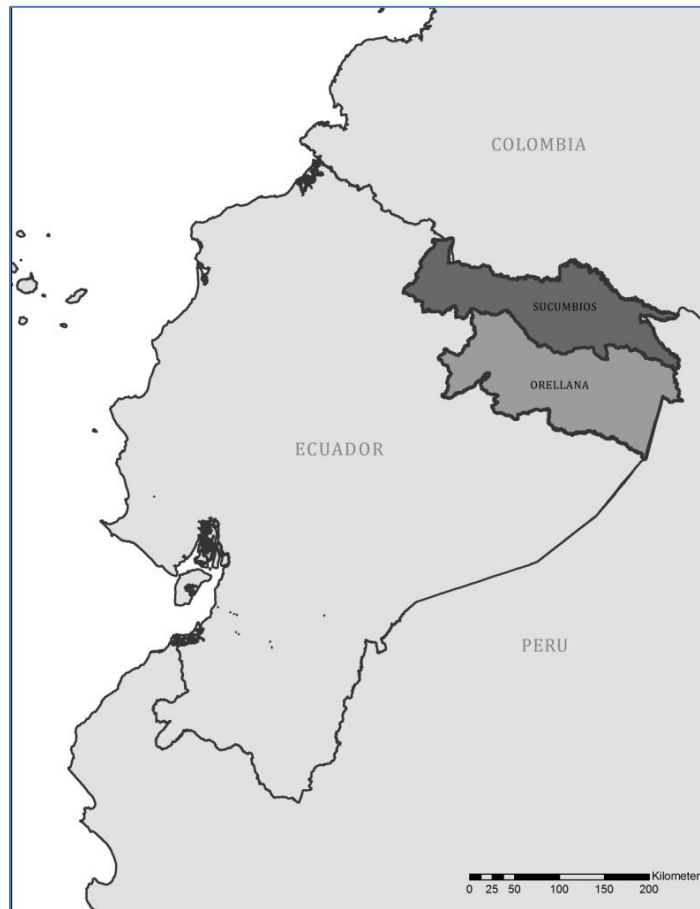 COLOMBIA
SUCUMBIOS
ORELLANA
ECUADOR
PERU
Kilometer
0 25 50 100 150 200